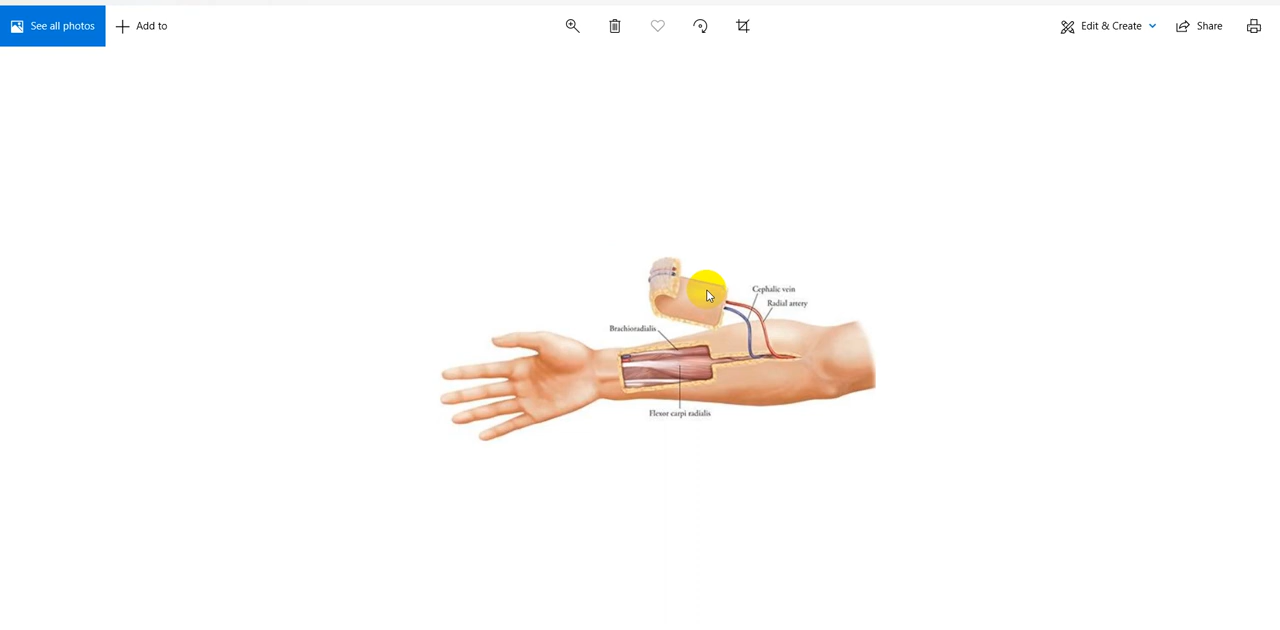 See all photos
Add to
Edit & Create
Share
Cephalic vein
Radial artery
Brachioradialis
Flexor carpi radialis